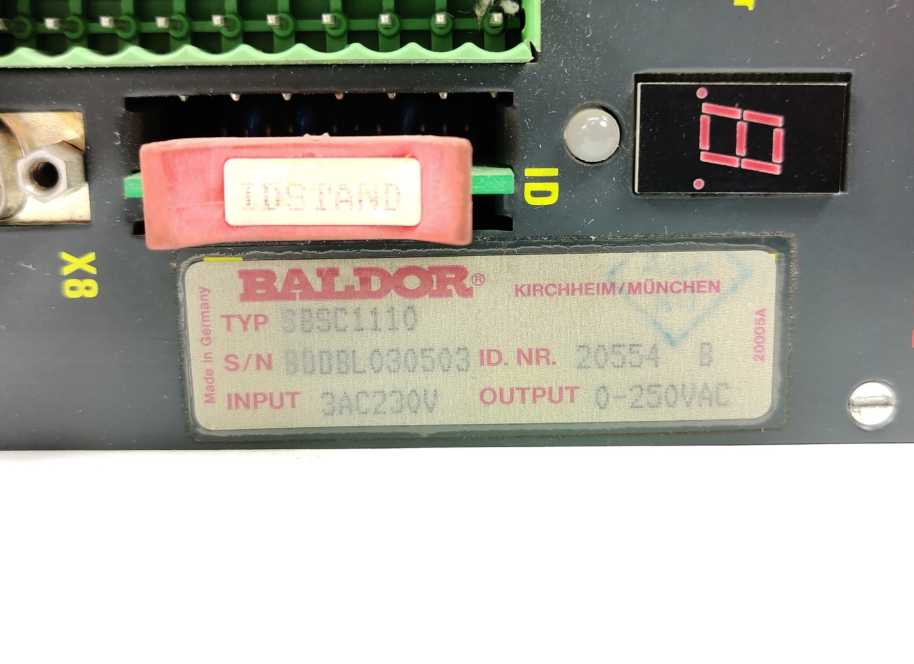 IDSTAND
ID
X8
BALDOR® KIRCHHEIM/MÜNCHEN
TYP SBSC1110
S/N BDDBL030503 ID. NR. 20554 B
INPUT 3AC230V OUTPUT 0-250VAC
Made in Germany
20005A